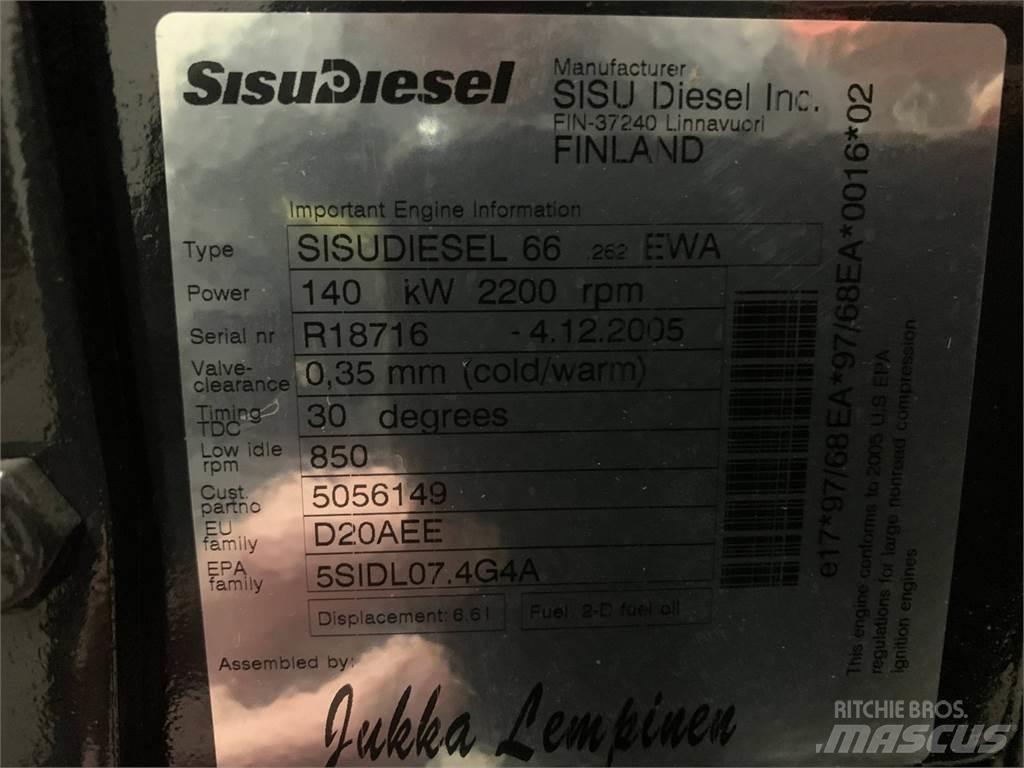 SISUDIESEL
Manufacturer
SISU Diesel Inc.
FIN-37240 Linnavuori
FINLAND
Important Engine Information
Type SISUDIESEL 66 .262 EWA
Power 140 kW 2200 rpm
Serial nr R18716 - 4.12.2005
Valve-
clearance 0,35 mm (cold/warm)
Timing
TDC 30 degrees
Low idle
rpm 850
Cust.
partno 5056149
EU
family D20AEE
EPA
family 5SIDL07.4G4A
Displacement: 6.6 l Fuel: 2-D fuel oil
Assembled by:
Jukka Lempinen
e17*97/68EA*97/68EA*0016*02
This engine conforms to 2005 U.S EPA
regulations for large nonroad compression
ignition engines
RITCHIE BROS.
MASCUS